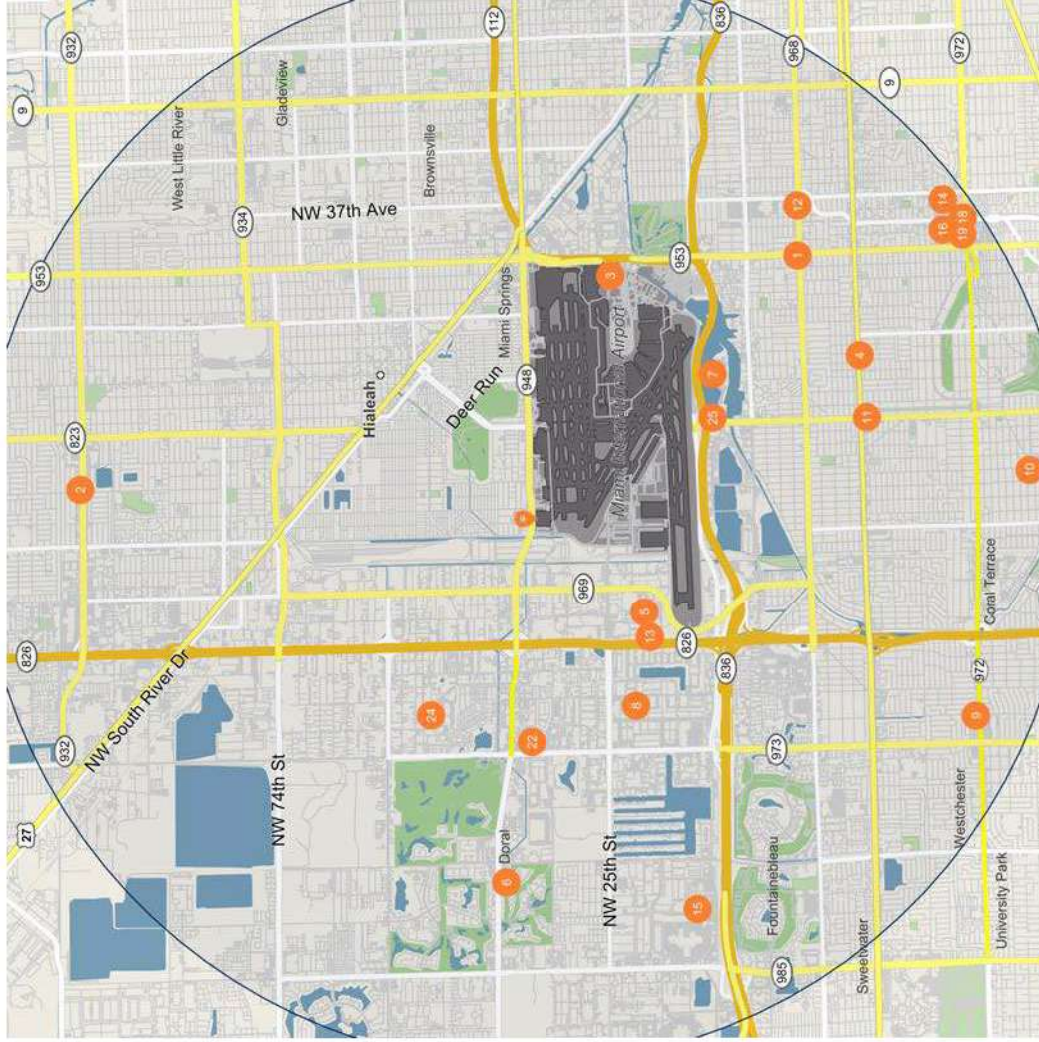 932
9
West Little River
Gladeview
112
836
968
972
9
934
NW 37th Ave
Brownsville
953
Miami Springs
953
12
14
16
18
19
1
3
823
Hialeah
Deer Run
948
Miami International Airport
7
25
4
11
2
10
969
5
13
826
826
836
Coral Terrace
972
932
NW South River Dr
24
8
22
973
9
27
NW 74th St
Doral
6
NW 25th St
15
Fountainebleau
Westchester
985
Sweetwater
University Park